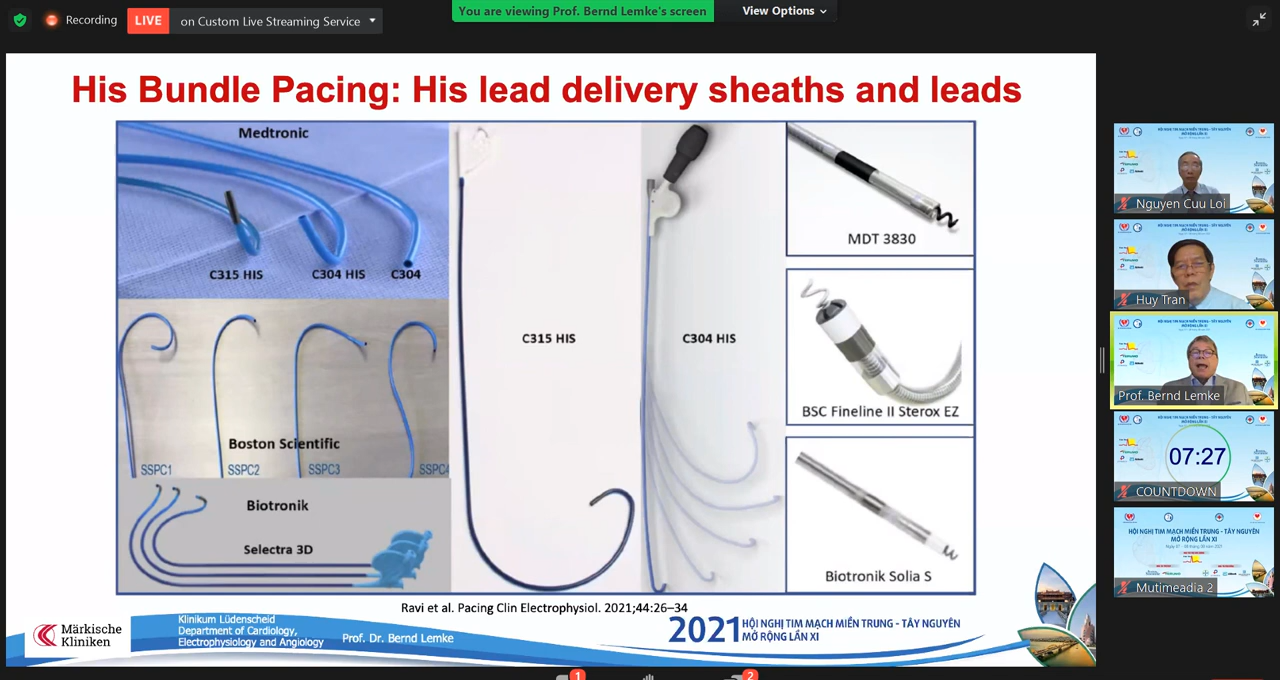 Recording
LIVE
on Custom Live Streaming Service
You are viewing Prof. Bernd Lemke's screen
View Options
His Bundle Pacing: His lead delivery sheaths and leads
Medtronic
C315 HIS
C304 HIS
C304
Boston Scientific
SSPC1
SSPC2
SSPC3
SSPC4
Biotronik
Selectra 3D
C315 HIS
C304 HIS
MDT 3830
BSC Fineline II Sterox EZ
Biotronik Solia S
Ravi et al. Pacing Clin Electrophysiol. 2021;44:26–34
Märkische
Kliniken
Klinikum Lüdenscheid
Department of Cardiology,
Electrophysiology and Angiology
Prof. Dr. Bernd Lemke
2021 HỘI NGHỊ TIM MẠCH MIỀN TRUNG - TÂY NGUYÊN
MỞ RỘNG LẦN XI
Nguyen Cuu Loi
Huy Tran
Prof. Bernd Lemke
07:27
COUNTDOWN
HỘI NGHỊ TIM MẠCH MIỀN TRUNG - TÂY NGUYÊN
MỞ RỘNG LẦN XI
Mutimeadia 2
1
2